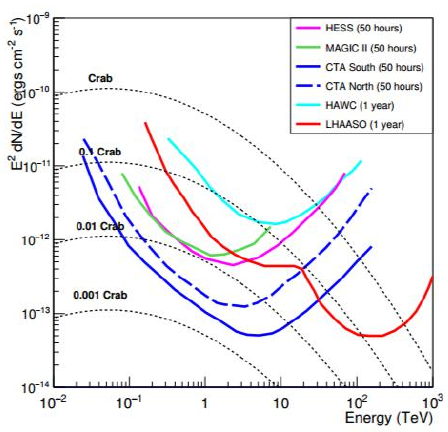 E² dN/dE (ergs cm⁻² s⁻¹)
HESS (50 hours)
MAGIC II (50 hours)
CTA South (50 hours)
CTA North (50 hours)
HAWC (1 year)
LHAASO (1 year)
Crab
0.1 Crab
0.01 Crab
0.001 Crab
10⁻¹⁰
10⁻¹¹
10⁻¹²
10⁻¹³
10⁻¹⁴
10⁻² 10⁻¹ 1 10 10² 10³
Energy (TeV)